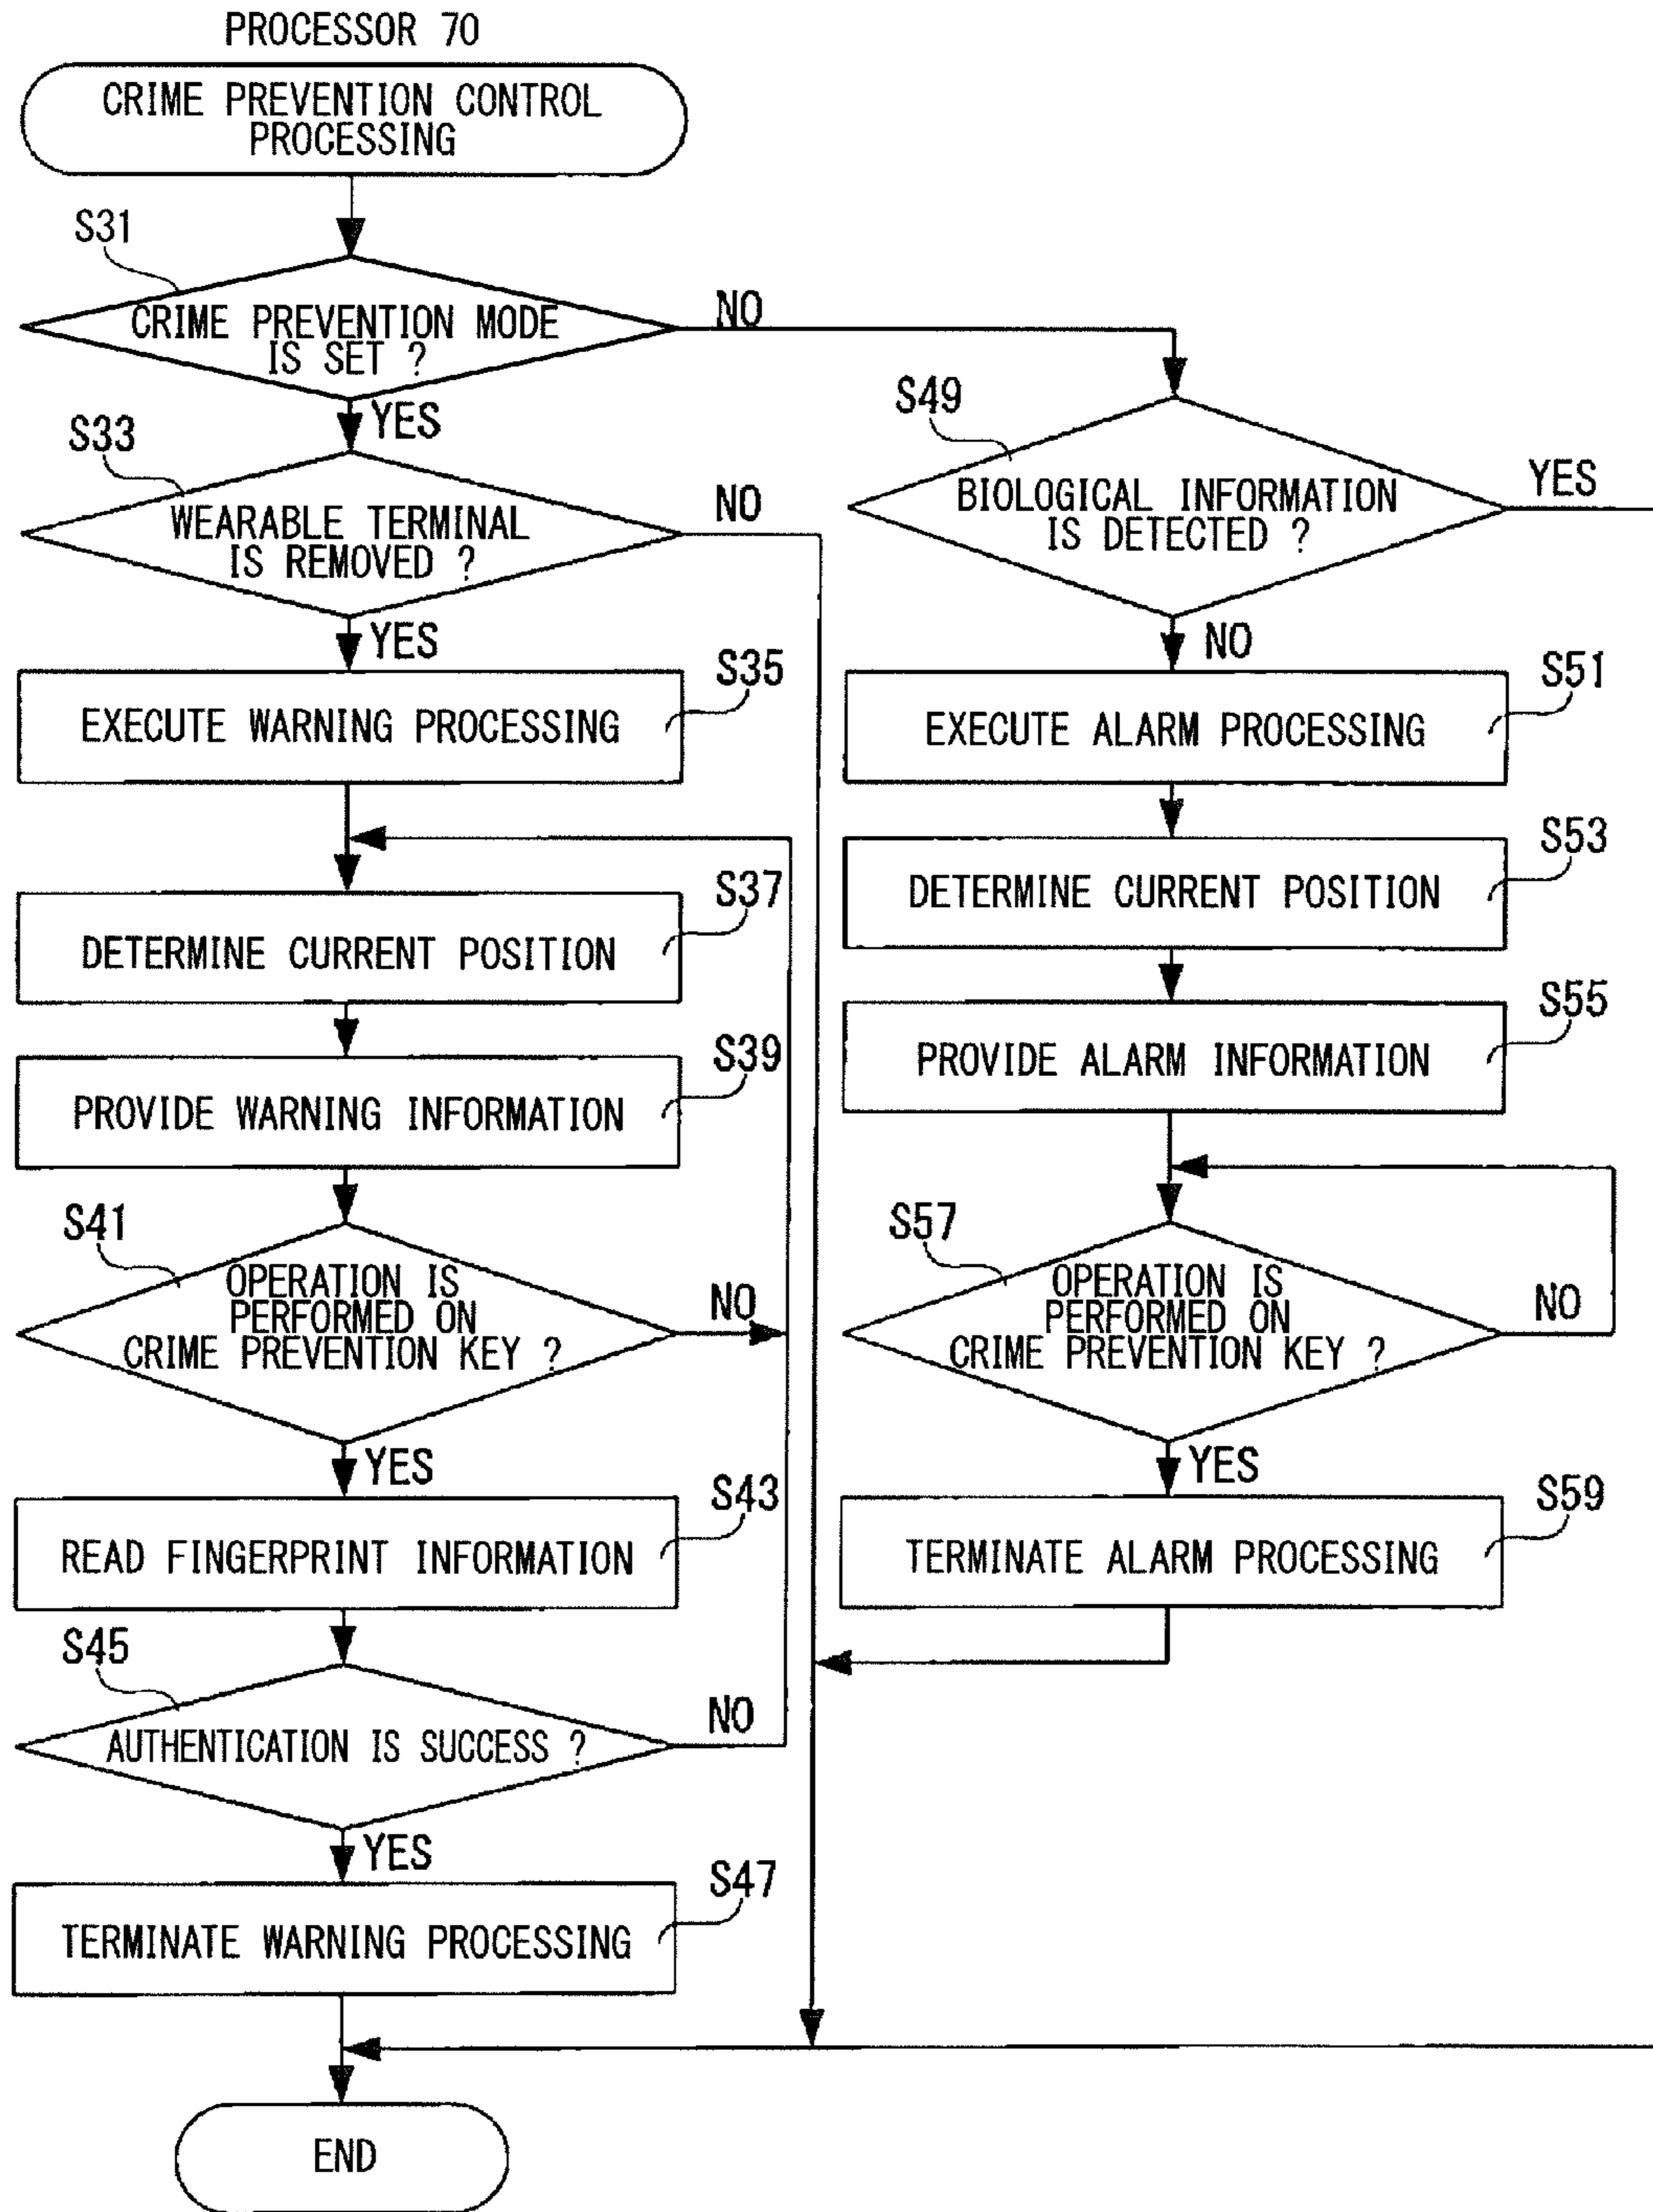 PROCESSOR 70
CRIME PREVENTION CONTROL
PROCESSING
S31
CRIME PREVENTION MODE
IS SET ?
NO
YES
S33
WEARABLE TERMINAL
IS REMOVED ?
NO
YES
S35
EXECUTE WARNING PROCESSING
S37
DETERMINE CURRENT POSITION
S39
PROVIDE WARNING INFORMATION
S41
OPERATION IS
PERFORMED ON
CRIME PREVENTION KEY ?
NO
YES
S43
READ FINGERPRINT INFORMATION
S45
AUTHENTICATION IS SUCCESS ?
NO
YES
S47
TERMINATE WARNING PROCESSING
END
S49
BIOLOGICAL INFORMATION
IS DETECTED ?
YES
NO
S51
EXECUTE ALARM PROCESSING
S53
DETERMINE CURRENT POSITION
S55
PROVIDE ALARM INFORMATION
S57
OPERATION IS
PERFORMED ON
CRIME PREVENTION KEY ?
NO
YES
S59
TERMINATE ALARM PROCESSING